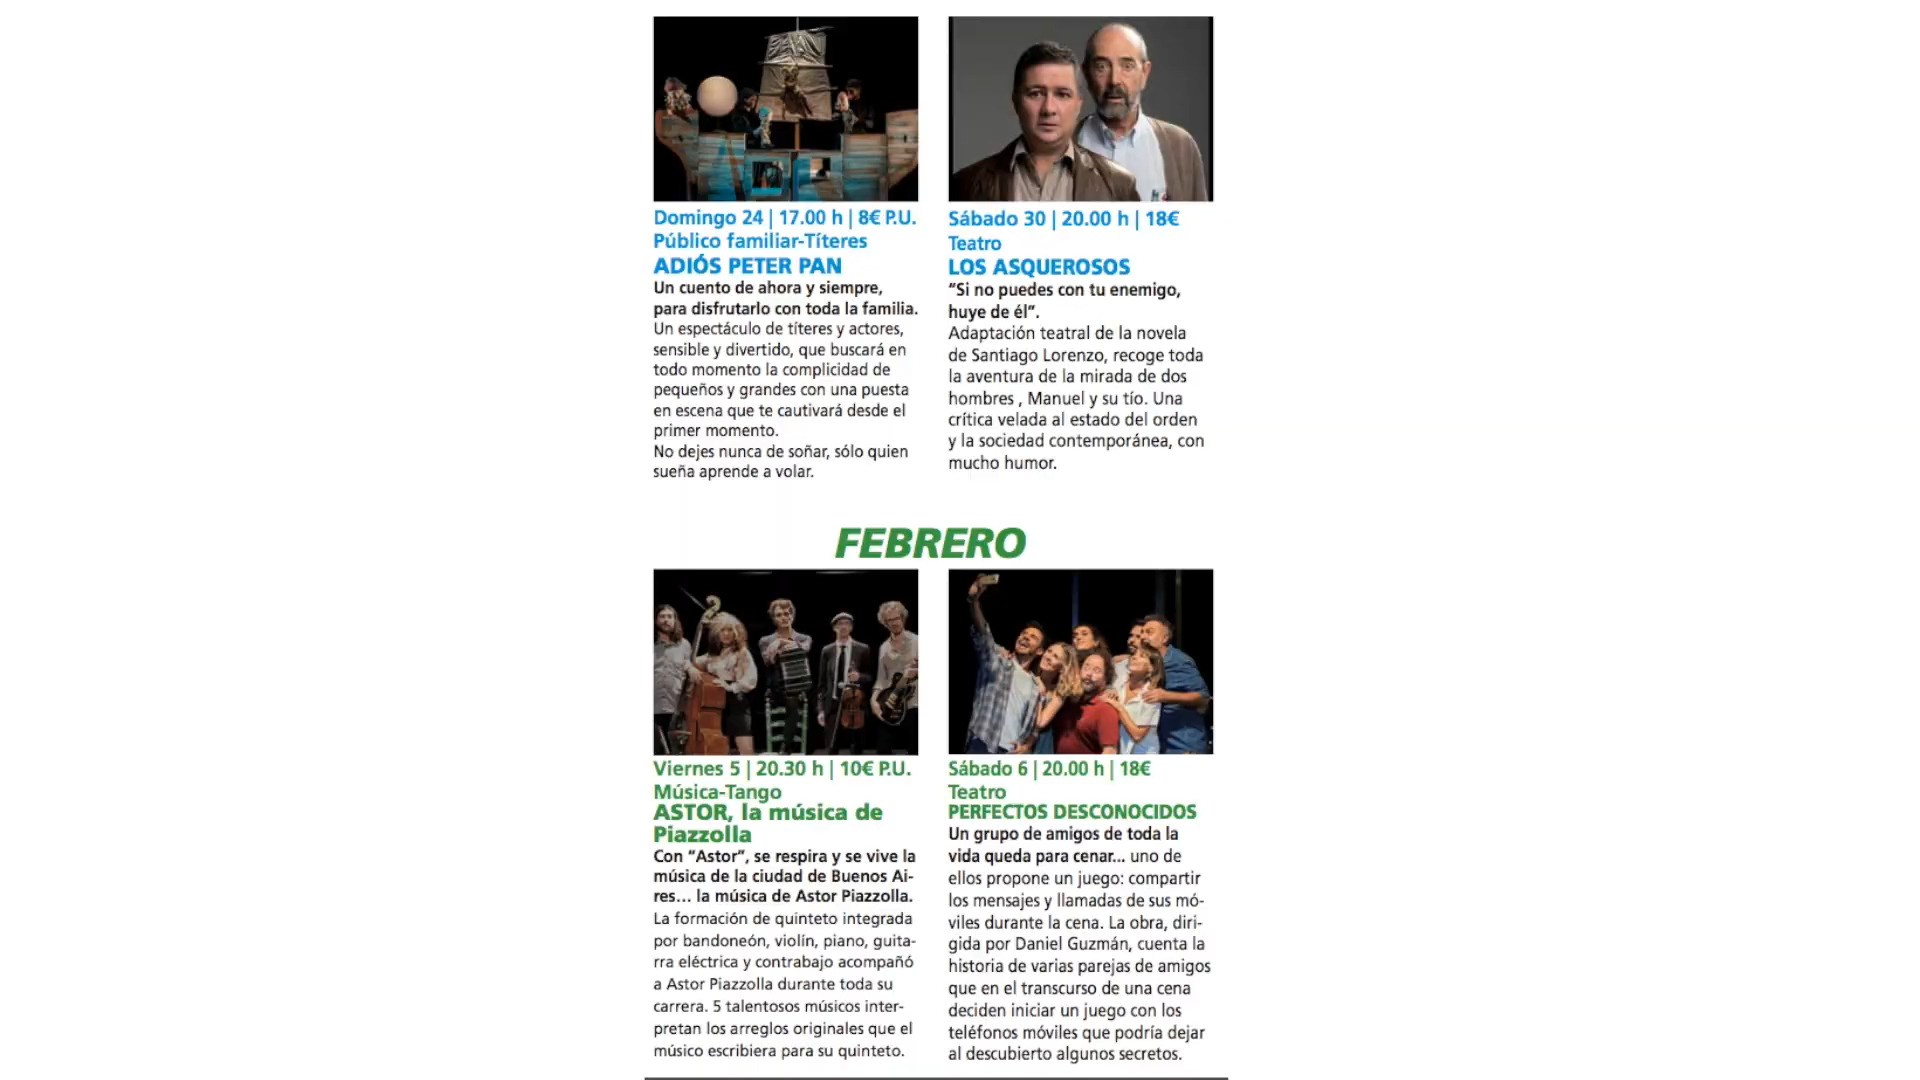 Domingo 24 | 17.00 h | 8€ P.U.
Público familiar-Títeres
ADIÓS PETER PAN
Un cuento de ahora y siempre,
para disfrutarlo con toda la familia.
Un espectáculo de títeres y actores,
sensible y divertido, que buscará en
todo momento la complicidad de
pequeños y grandes con una puesta
en escena que te cautivará desde el
primer momento.
No dejes nunca de soñar, sólo quien
sueña aprende a volar.
Sábado 30 | 20.00 h | 18€
Teatro
LOS ASQUEROSOS
“Si no puedes con tu enemigo,
huye de él”.
Adaptación teatral de la novela
de Santiago Lorenzo, recoge toda
la aventura de la mirada de dos
hombres , Manuel y su tío. Una
crítica velada al estado del orden
y la sociedad contemporánea, con
mucho humor.
FEBRERO
Viernes 5 | 20.30 h | 10€ P.U.
Música-Tango
ASTOR, la música de
Piazzolla
Con “Astor”, se respira y se vive la
música de la ciudad de Buenos Ai-
res... la música de Astor Piazzolla.
La formación de quinteto integrada
por bandoneón, violín, piano, guita-
rra eléctrica y contrabajo acompañó
a Astor Piazzolla durante toda su
carrera. 5 talentosos músicos inter-
pretan los arreglos originales que el
músico escribiera para su quinteto.
Sábado 6 | 20.00 h | 18€
Teatro
PERFECTOS DESCONOCIDOS
Un grupo de amigos de toda la
vida queda para cenar... uno de
ellos propone un juego: compartir
los mensajes y llamadas de sus mó-
viles durante la cena. La obra, diri-
gida por Daniel Guzmán, cuenta la
historia de varias parejas de amigos
que en el transcurso de una cena
deciden iniciar un juego con los
teléfonos móviles que podría dejar
al descubierto algunos secretos.